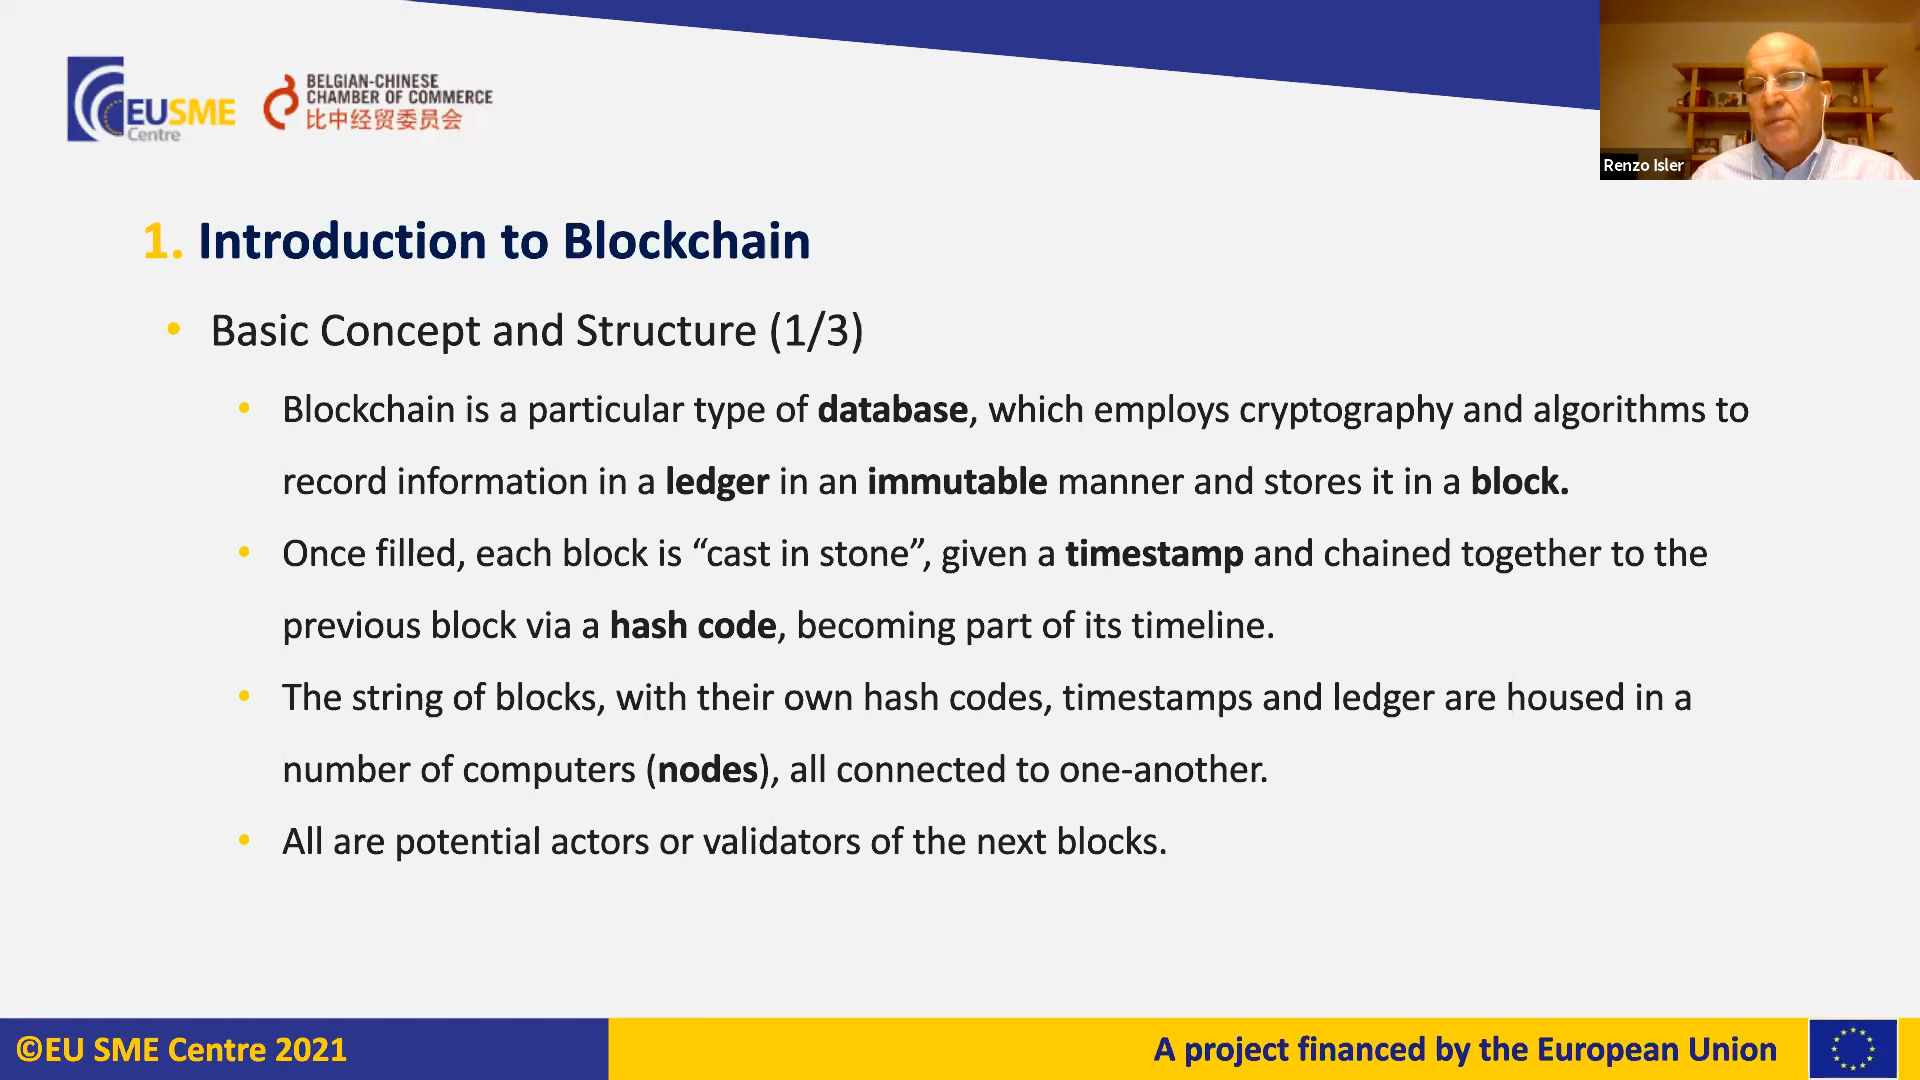 EUSME
Centre
BELGIAN-CHINESE
CHAMBER OF COMMERCE
比中经贸委员会
Renzo Isler
1. Introduction to Blockchain
• Basic Concept and Structure (1/3)
• Blockchain is a particular type of database, which employs cryptography and algorithms to
record information in a ledger in an immutable manner and stores it in a block.
• Once filled, each block is “cast in stone”, given a timestamp and chained together to the
previous block via a hash code, becoming part of its timeline.
• The string of blocks, with their own hash codes, timestamps and ledger are housed in a
number of computers (nodes), all connected to one-another.
• All are potential actors or validators of the next blocks.
©EU SME Centre 2021
A project financed by the European Union